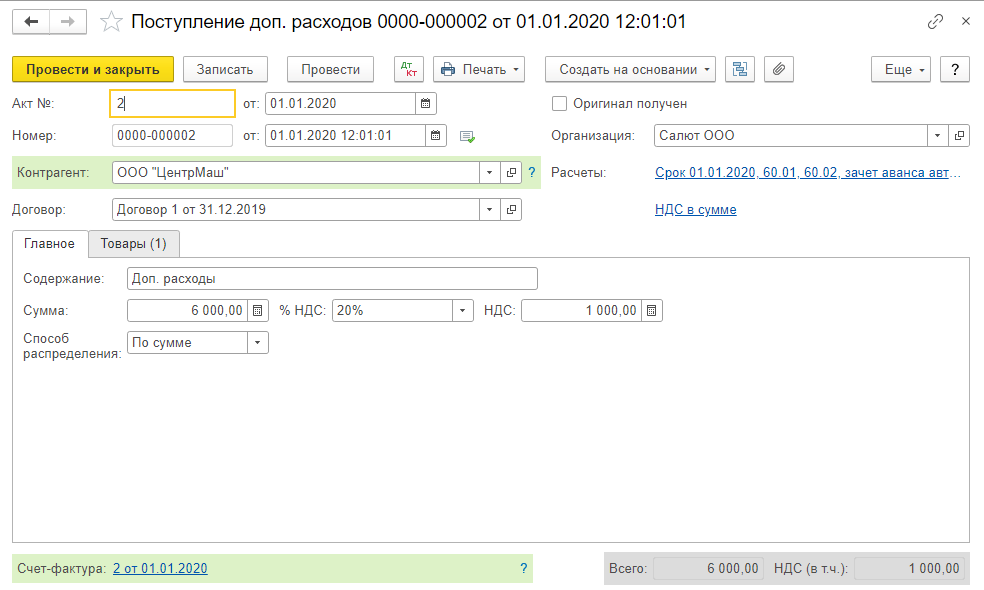 Поступление доп. расходов 0000-000002 от 01.01.2020 12:01:01
Провести и закрыть Записать Провести Дт Кт Печать Создать на основании Еще ?
Акт №: 2 от: 01.01.2020 Оригинал получен
Номер: 0000-000002 от: 01.01.2020 12:01:01 Организация: Салют ООО
Контрагент: ООО "ЦентрМаш" ? Расчеты: Срок 01.01.2020, 60.01, 60.02, зачет аванса авт...
Договор: Договор 1 от 31.12.2019 НДС в сумме
Главное Товары (1)
Содержание: Доп. расходы
Сумма: 6 000,00 % НДС: 20% НДС: 1 000,00
Способ
распределения: По сумме
Счет-фактура: 2 от 01.01.2020 ? Всего: 6 000,00 НДС (в т.ч.): 1 000,00